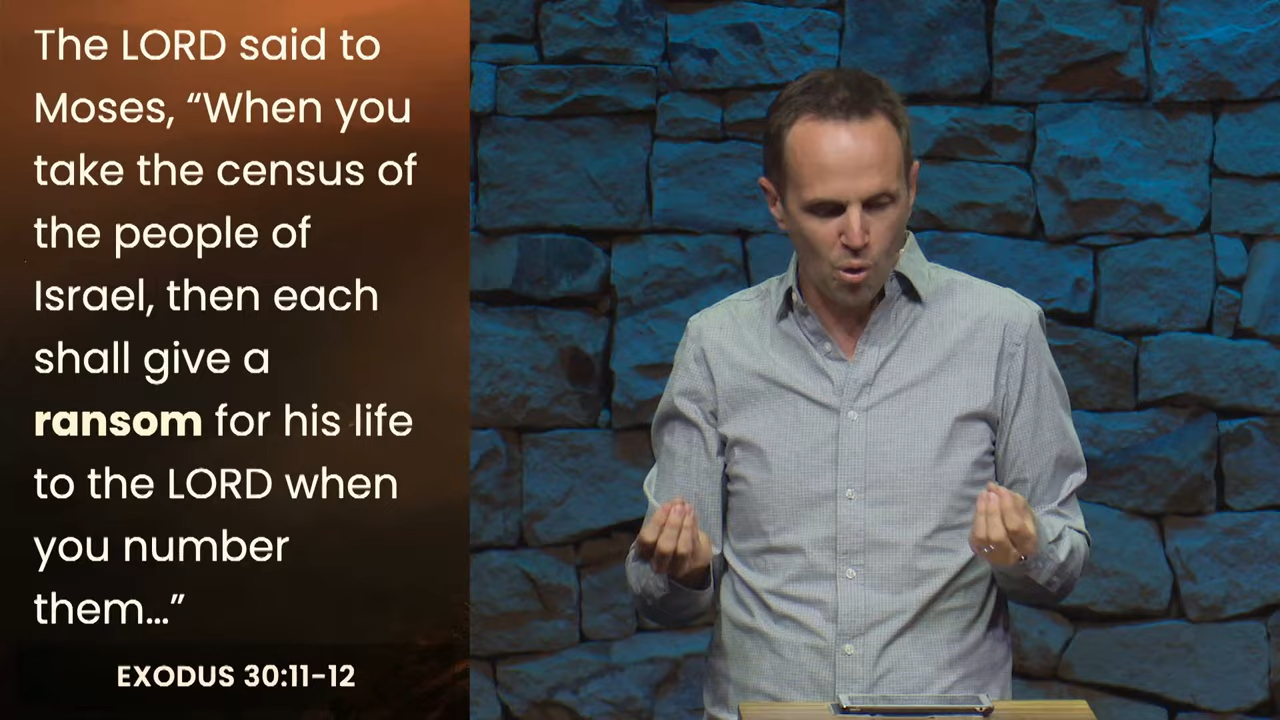 The LORD said to
Moses, “When you
take the census of
the people of
Israel, then each
shall give a
ransom for his life
to the LORD when
you number
them...”
EXODUS 30:11-12